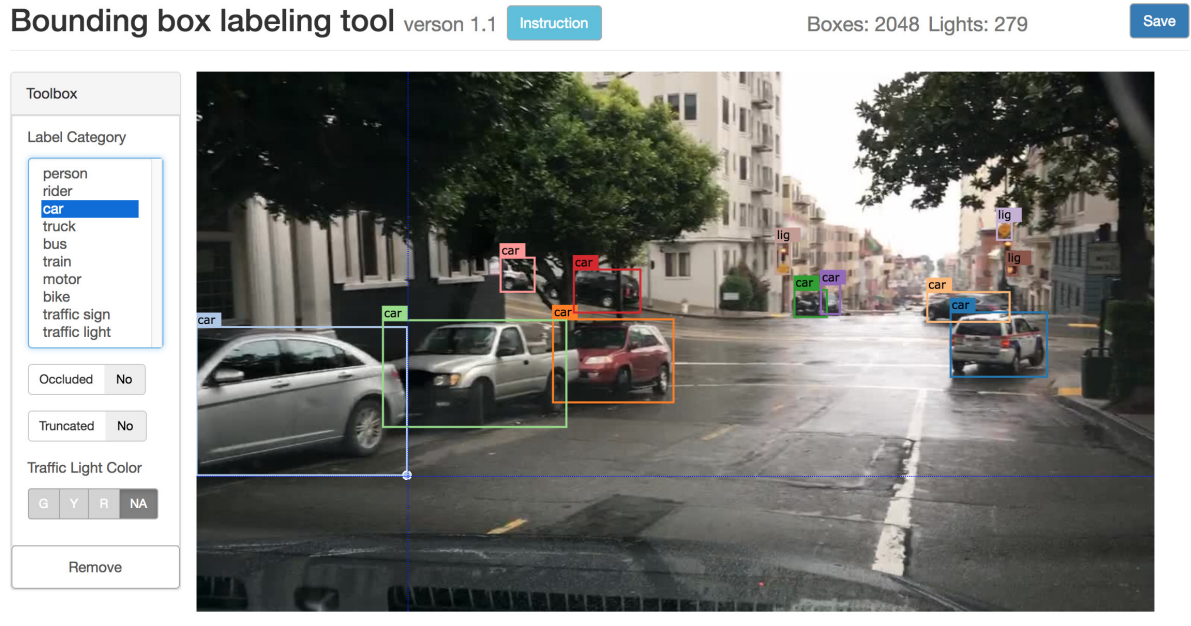 Bounding box labeling tool verson 1.1 Instruction Boxes: 2048 Lights: 279 Save
Toolbox
Label Category
person
rider
car
truck
bus
train
motor
bike
traffic sign
traffic light
Occluded No
Truncated No
Traffic Light Color
G Y R NA
Remove
lig
lig
car
lig
car
car
car
car
car
car
car
car
car